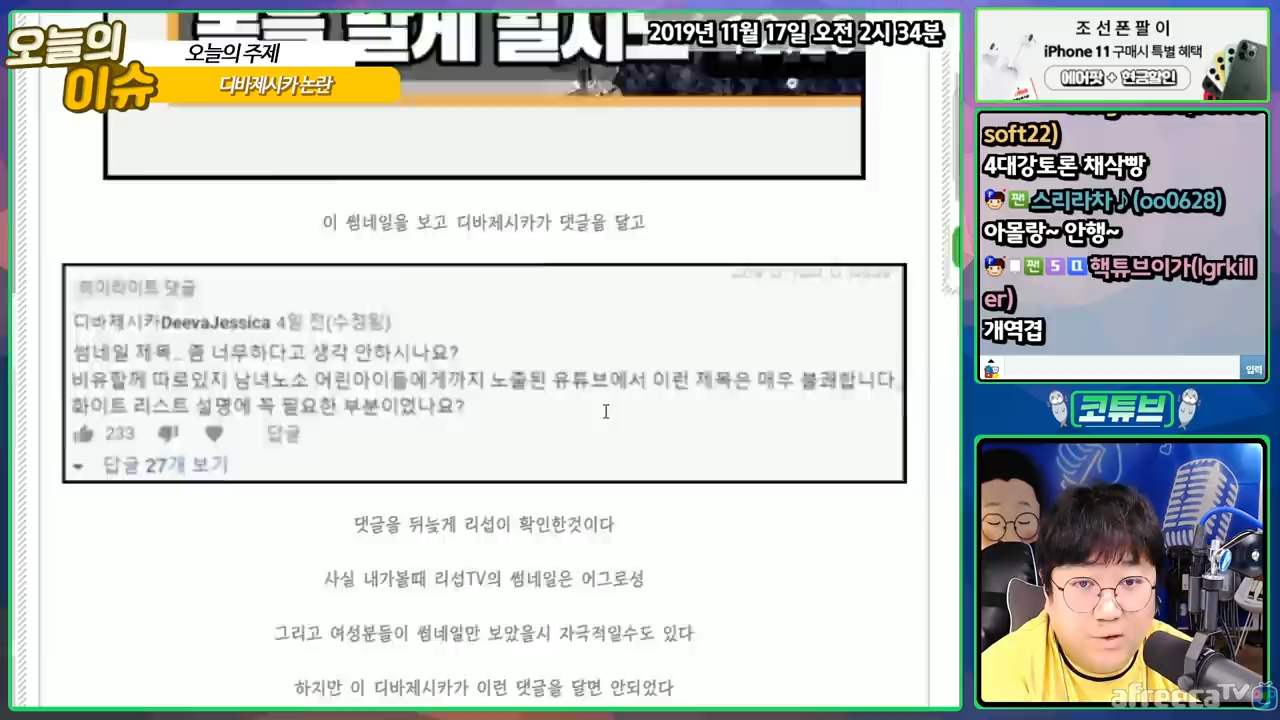 오늘의
이슈
오늘의 주제
디바제시카 논란
2019년 11월 17일 오전 2시 34분
이 썸네일을 보고 디바제시카가 댓글을 달고
하이라이트 댓글
디바제시카DeevaJessica 4일 전(수정됨)
썸네일 제목.. 좀 너무하다고 생각 안하시나요?
비유할께 따로있지 남녀노소 어린아이들에게까지 노출된 유튜브에서 이런 제목은 매우 불쾌합니다.
화이트 리스트 설명에 꼭 필요한 부분이었나요?
233
답글
답글 27개 보기
댓글을 뒤늦게 리섭이 확인한것이다
사실 내가볼때 리섭TV의 썸네일은 어그로성
그리고 여성분들이 썸네일만 보았을시 자극적일수도 있다
하지만 이 디바제시카가 이런 댓글을 달면 안되었다
조선폰팔이
iPhone 11 구매시 특별 혜택
에어팟 + 현금할인
soft22)
4대강토론 채삭빵
팬 스리라차♪(oo0628)
아몰랑~ 안행~
팬 S 핵튜브이가(lgrkill
er)
개역겹
입력
코튜브
afreecaTV